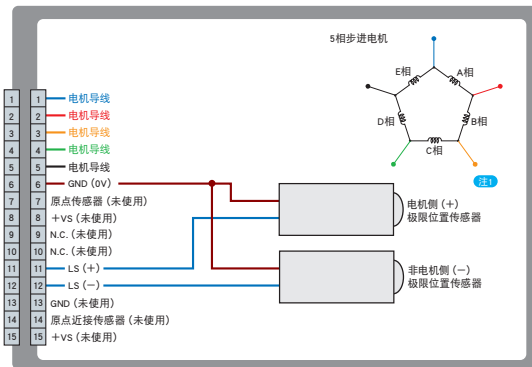 5相步进电机
E相
A相
D相
B相
C相
注1
1 1 电机导线
2 2 电机导线
3 3 电机导线
4 4 电机导线
5 5 电机导线
6 6 GND (0V)
7 7 原点传感器 (未使用)
8 8 +VS (未使用)
9 9 N.C. (未使用)
10 10 N.C. (未使用)
11 11 LS (+)
12 12 LS (−)
13 13 GND (未使用)
14 14 原点近接传感器 (未使用)
15 15 +VS (未使用)
电机侧 (+)
极限位置传感器
非电机侧 (−)
极限位置传感器